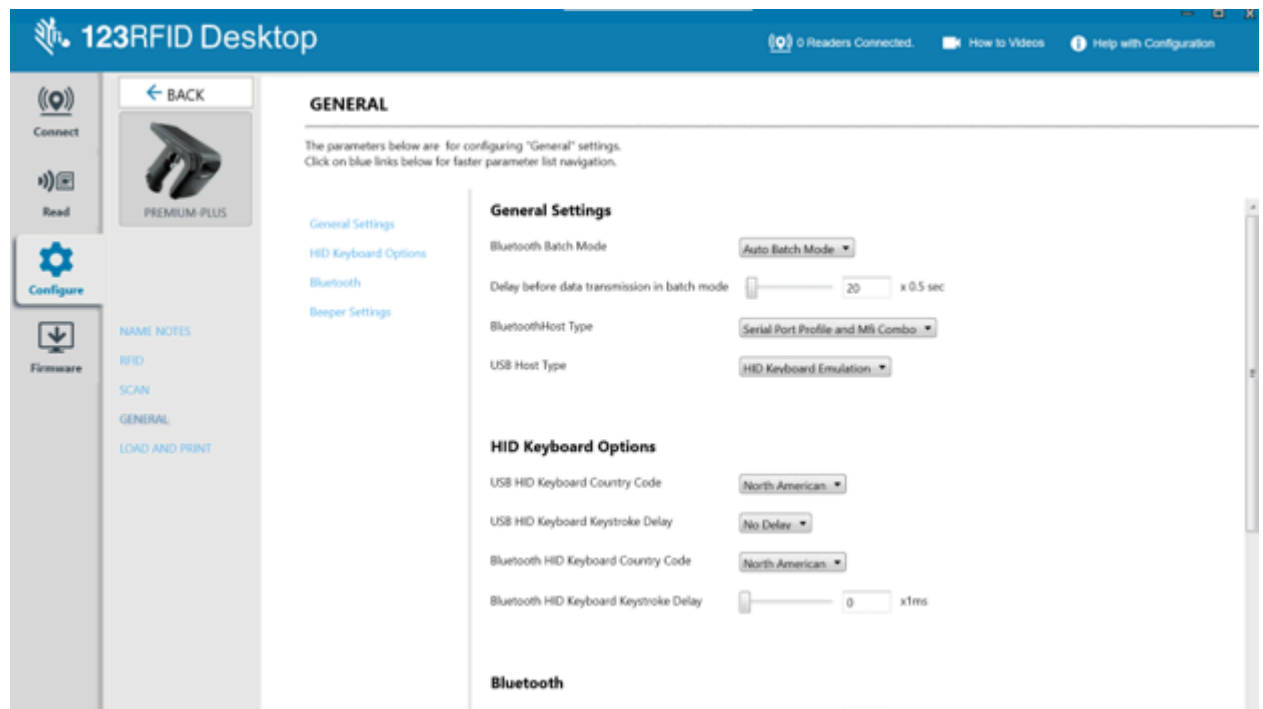 123RFID Desktop
0 Readers Connected.
How to Videos
Help with Configuration
Connect
Read
Configure
Firmware
BACK
PREMIUM-PLUS
NAME NOTES
RFID
SCAN
GENERAL
LOAD AND PRINT
GENERAL
The parameters below are for configuring "General" settings.
Click on blue links below for faster parameter list navigation.
General Settings
HID Keyboard Options
Bluetooth
Beeper Settings
General Settings
Bluetooth Batch Mode Auto Batch Mode
Delay before data transmission in batch mode 20 x 0.5 sec
BluetoothHost Type Serial Port Profile and Mfi Combo
USB Host Type HID Keyboard Emulation
HID Keyboard Options
USB HID Keyboard Country Code North American
USB HID Keyboard Keystroke Delay No Delay
Bluetooth HID Keyboard Country Code North American
Bluetooth HID Keyboard Keystroke Delay 0 x1ms
Bluetooth